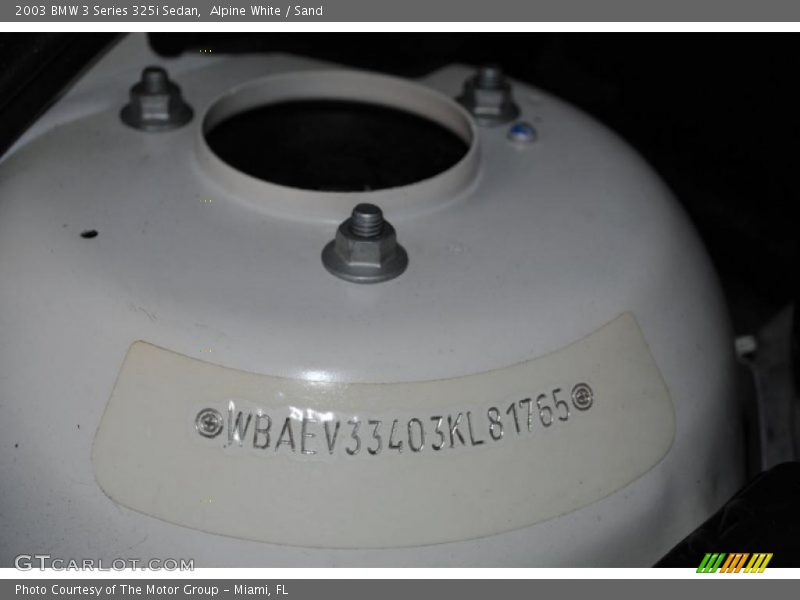 2003 BMW 3 Series 325i Sedan,  Alpine White / Sand
WBAEV33403KL81765
GTCARLOT.COM
Photo Courtesy of The Motor Group - Miami, FL